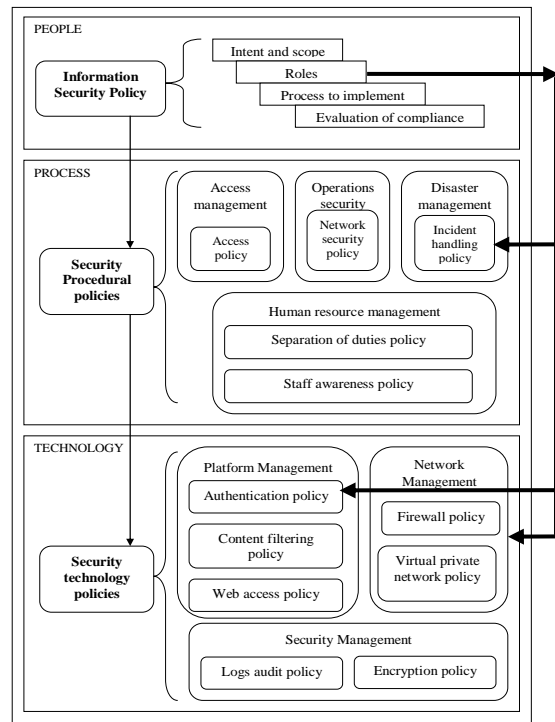 PEOPLE
Information
Security Policy
Intent and scope
Roles
Process to implement
Evaluation of compliance
PROCESS
Security
Procedural
policies
Access
management
Access
policy
Operations
security
Network
security
policy
Disaster
management
Incident
handling
policy
Human resource management
Separation of duties policy
Staff awareness policy
TECHNOLOGY
Security
technology
policies
Platform Management
Authentication policy
Content filtering
policy
Web access policy
Network
Management
Firewall policy
Virtual private
network policy
Security Management
Logs audit policy
Encryption policy